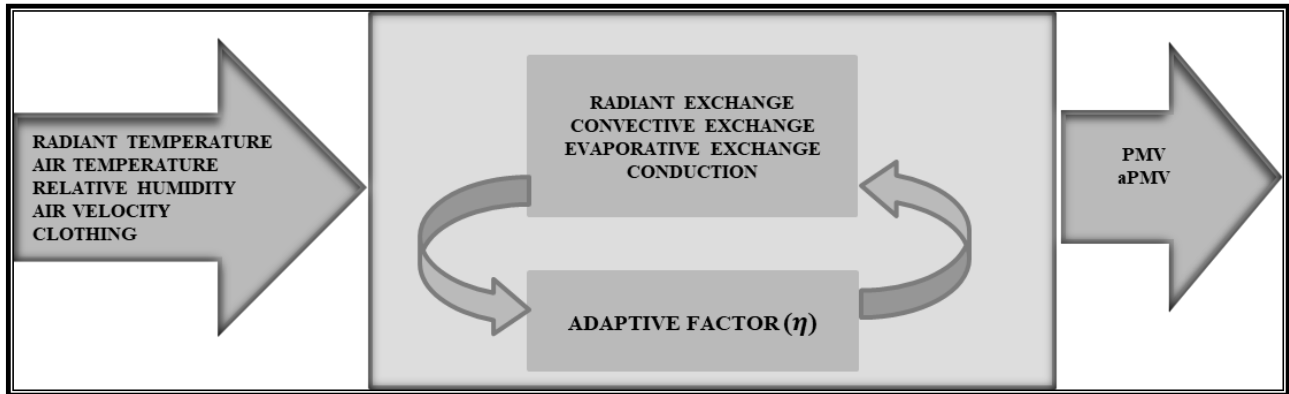 RADIANT TEMPERATURE
AIR TEMPERATURE
RELATIVE HUMIDITY
AIR VELOCITY
CLOTHING
RADIANT EXCHANGE
CONVECTIVE EXCHANGE
EVAPORATIVE EXCHANGE
CONDUCTION
ADAPTIVE FACTOR (η)
PMV
aPMV